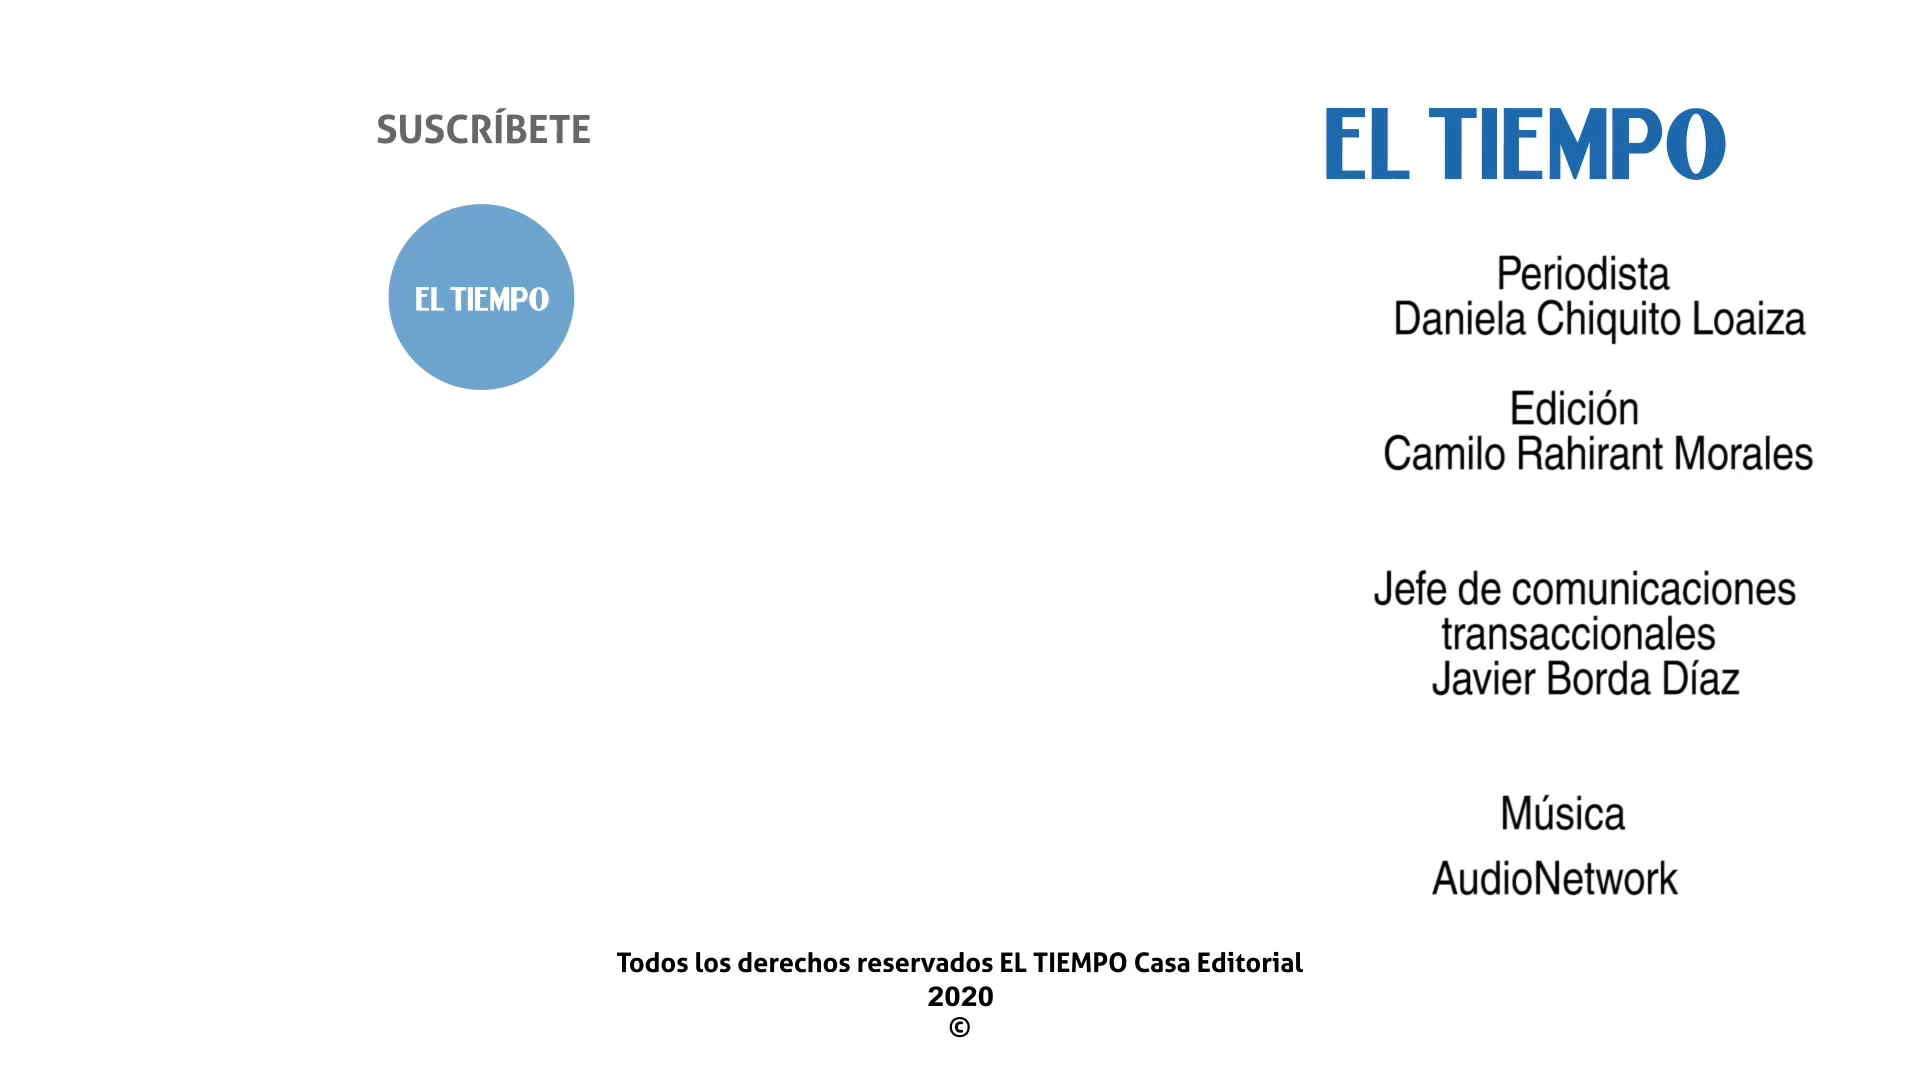 SUSCRÍBETE
EL TIEMPO
EL TIEMPO
Periodista
Daniela Chiquito Loaiza
Edición
Camilo Rahirant Morales
Jefe de comunicaciones
transaccionales
Javier Borda Díaz
Música
AudioNetwork
Todos los derechos reservados EL TIEMPO Casa Editorial
2020
©